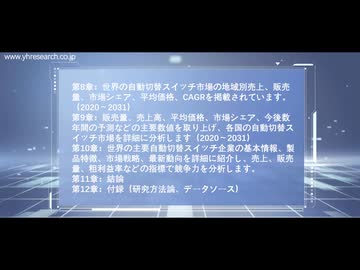 www.yhresearch.co.jp
第8章：世界の自動切替スイッチ市場の地域別売上、販売
量、市場シェア、平均価格、CAGRを掲載されています。
（2020－2031）
第9章：販売量、売上高、平均価格、市場シェア、今後数
年間の予測などの主要数値を取り上げ、各国の自動切替ス
イッチ市場を詳細に分析します（2020－2031）
第10章：世界の主要自動切替スイッチ企業の基本情報、製
品特徴、市場戦略、最新動向を詳細に紹介し、売上、販売
量、粗利益率などの指標で競争力を分析します。
第11章：結論
第12章：付録（研究方法論、データソース）